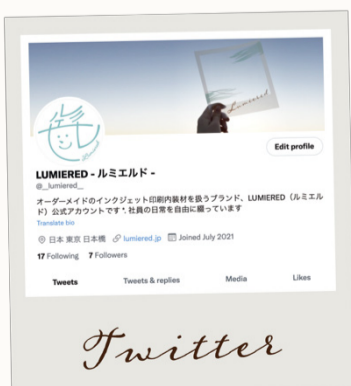 Lumiered
Edit profile
LUMIERED - ルミエルド -
@_lumiered_
オーダーメイドのインクジェット印刷内装材を扱うブランド、LUMIERED（ルミエル
ド）公式アカウントです *. 社員の日常を自由に綴っています
Translate bio
日本 東京 日本橋 lumiered.jp Joined July 2021
17 Following 7 Followers
Tweets Tweets & replies Media Likes
Twitter